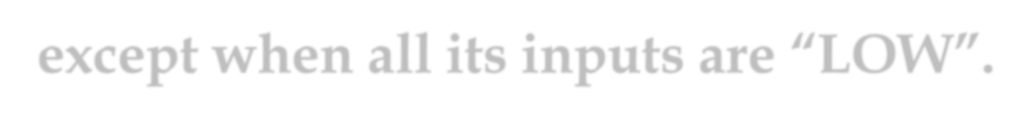 except when all its inputs are “LOW”.